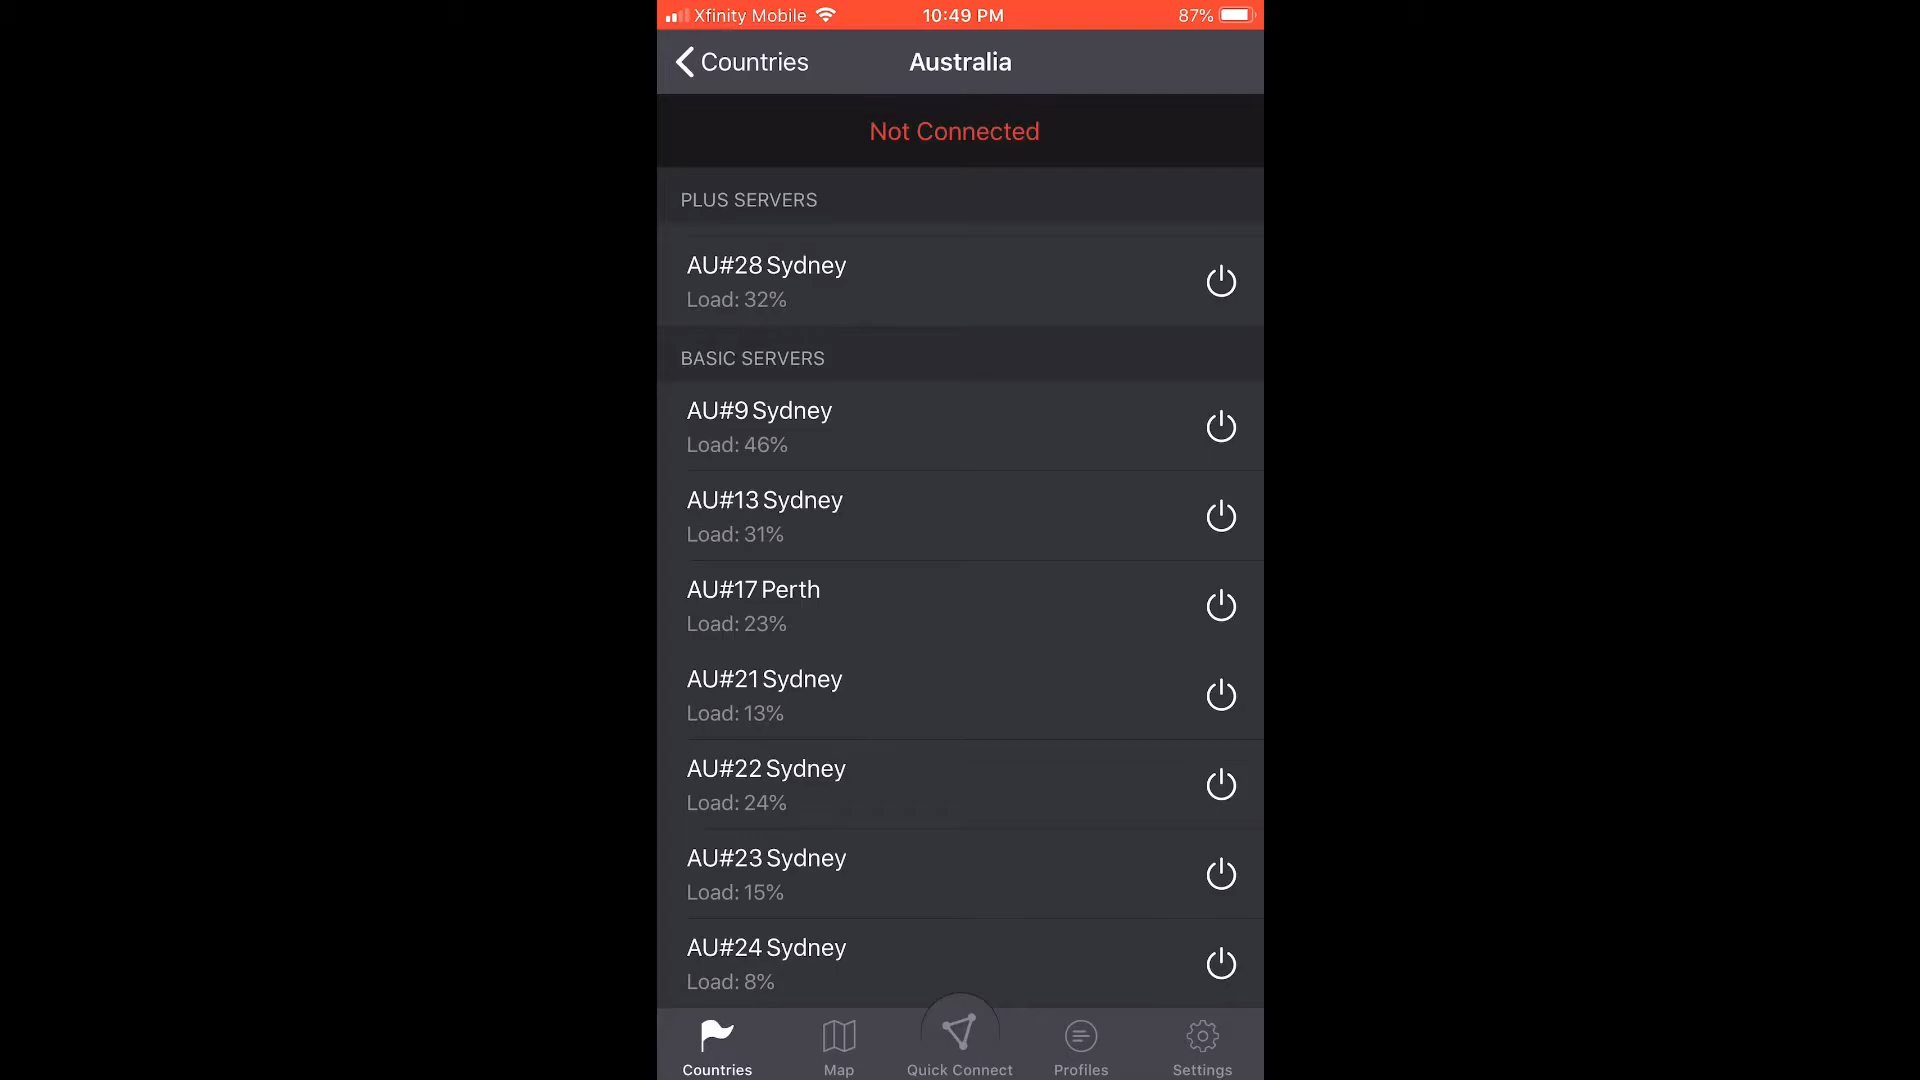 Xfinity Mobile 10:49 PM 87%
Countries Australia
Not Connected
PLUS SERVERS
AU#28 Sydney
Load: 32%
BASIC SERVERS
AU#9 Sydney
Load: 46%
AU#13 Sydney
Load: 31%
AU#17 Perth
Load: 23%
AU#21 Sydney
Load: 13%
AU#22 Sydney
Load: 24%
AU#23 Sydney
Load: 15%
AU#24 Sydney
Load: 8%
Countries Map Quick Connect Profiles Settings